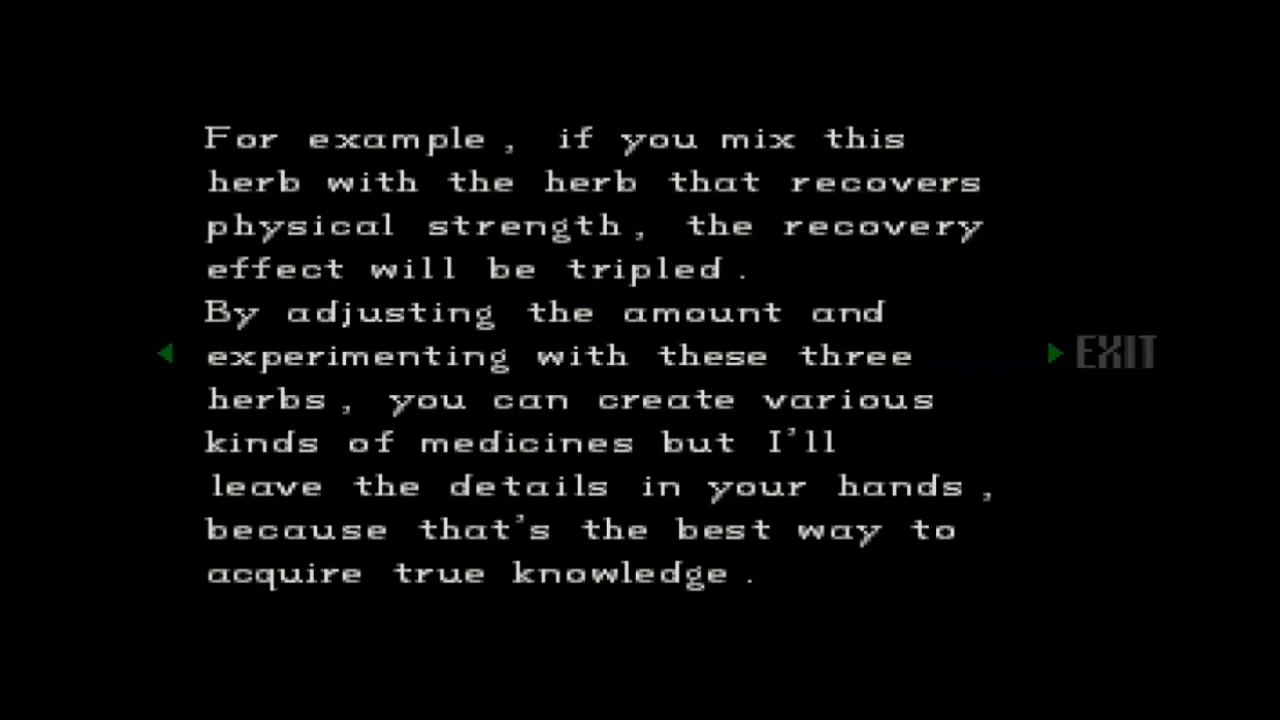 For example, if you mix this
herb with the herb that recovers
physical strength, the recovery
effect will be tripled.
By adjusting the amount and
experimenting with these three
herbs, you can create various
kinds of medicines but I'll
leave the details in your hands,
because that's the best way to
acquire true knowledge.
EXIT